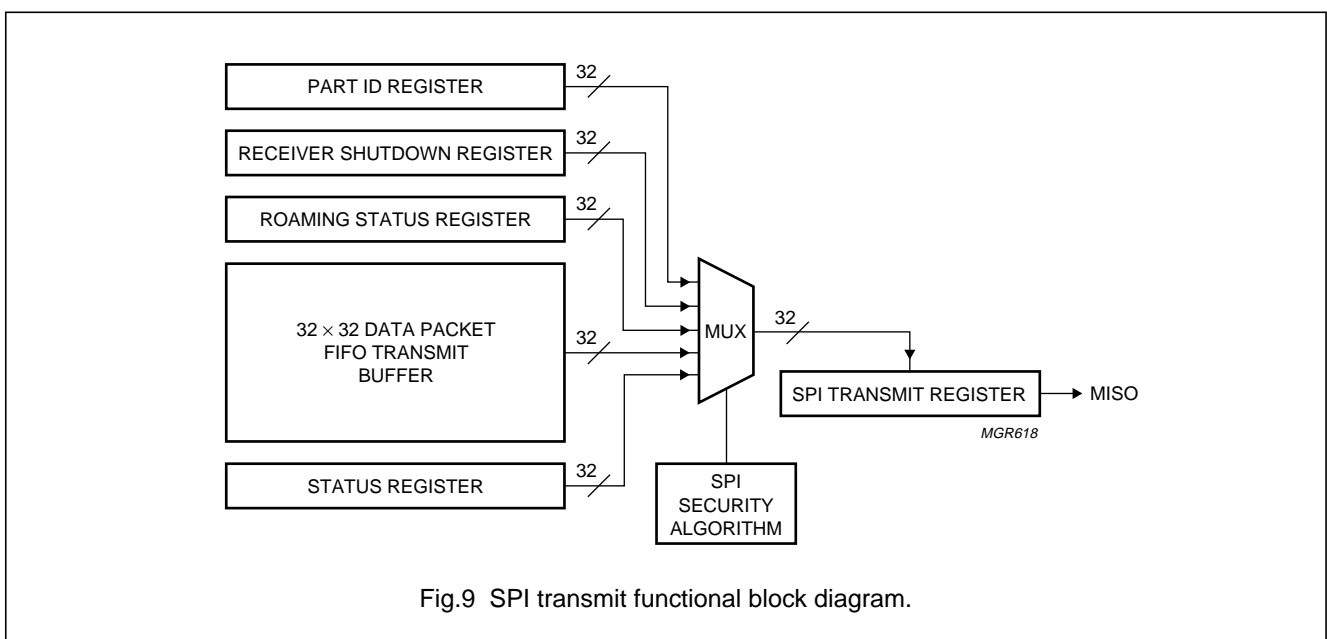 PART ID REGISTER
32
RECEIVER SHUTDOWN REGISTER
32
ROAMING STATUS REGISTER
32
32 × 32 DATA PACKET
FIFO TRANSMIT
BUFFER
32
STATUS REGISTER
32
MUX
32
SPI TRANSMIT REGISTER
MISO
MGR618
SPI
SECURITY
ALGORITHM
Fig.9 SPI transmit functional block diagram.